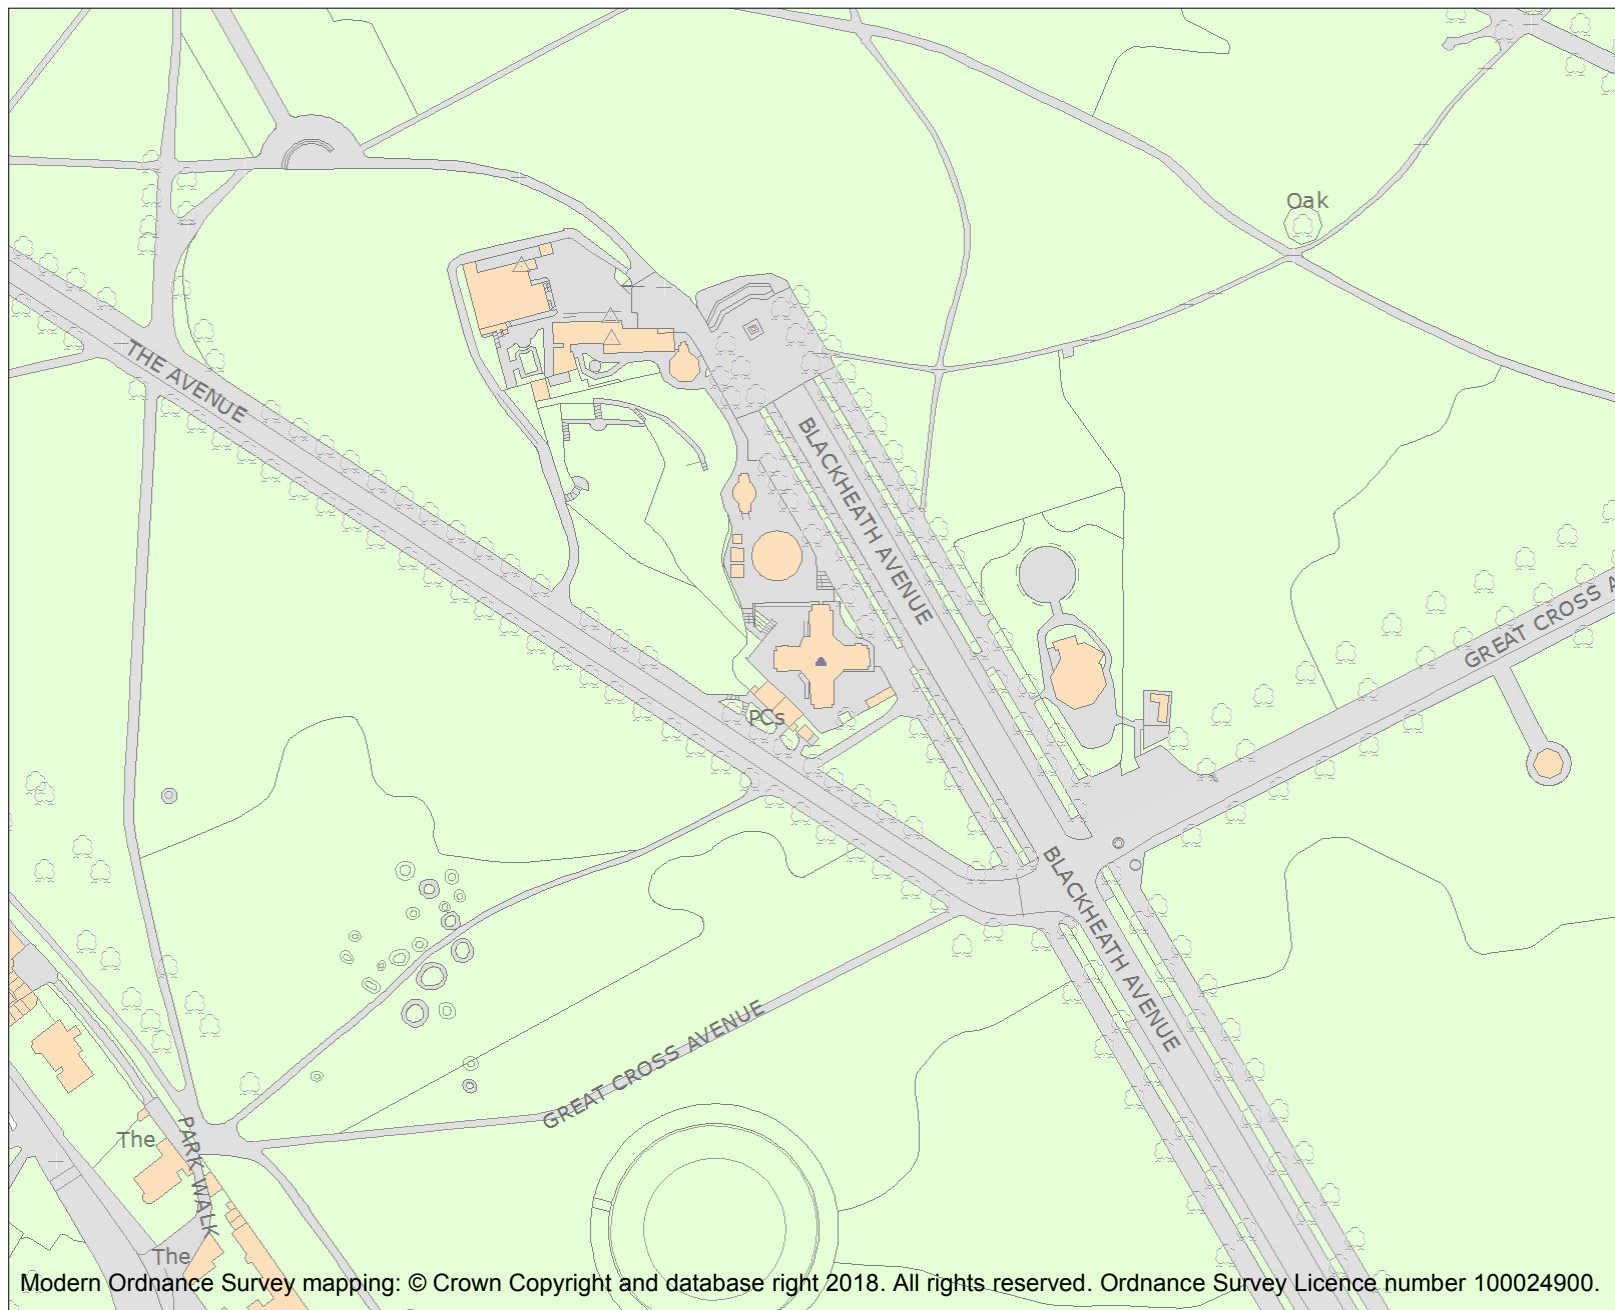 Oak
THE AVENUE
BLACKHEATH AVENUE
GREAT CROSS A
PCs
BLACKHEATH AVENUE
GREAT CROSS AVENUE
The
PARK WALK
The
Modern Ordnance Survey mapping: © Crown Copyright and database right 2018. All rights reserved. Ordnance Survey Licence number 100024900.